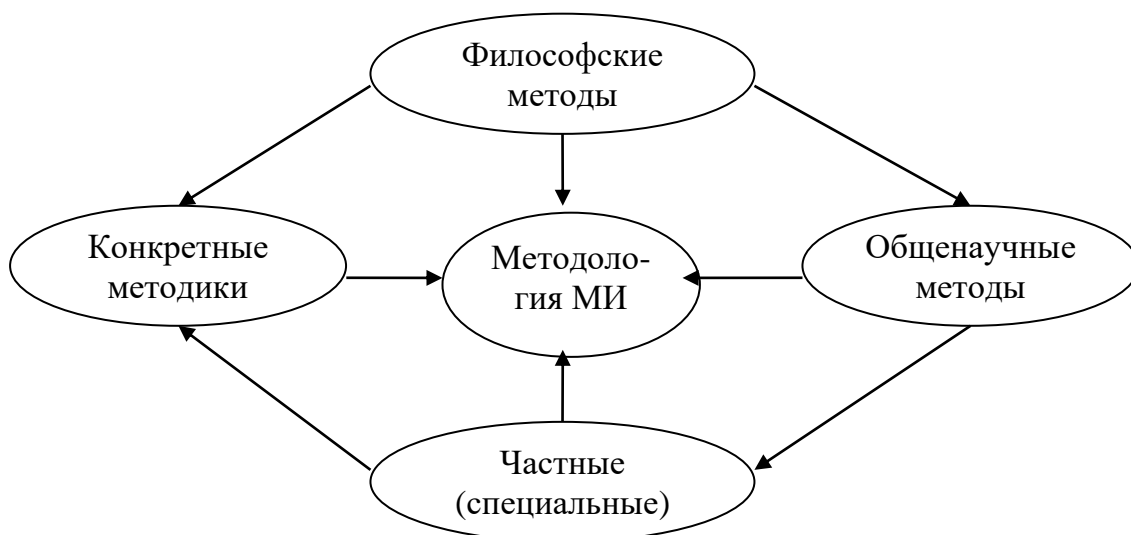 Философские
методы
Конкретные
методики
Методоло-
гия МИ
Общенаучные
методы
Частные
(специальные)